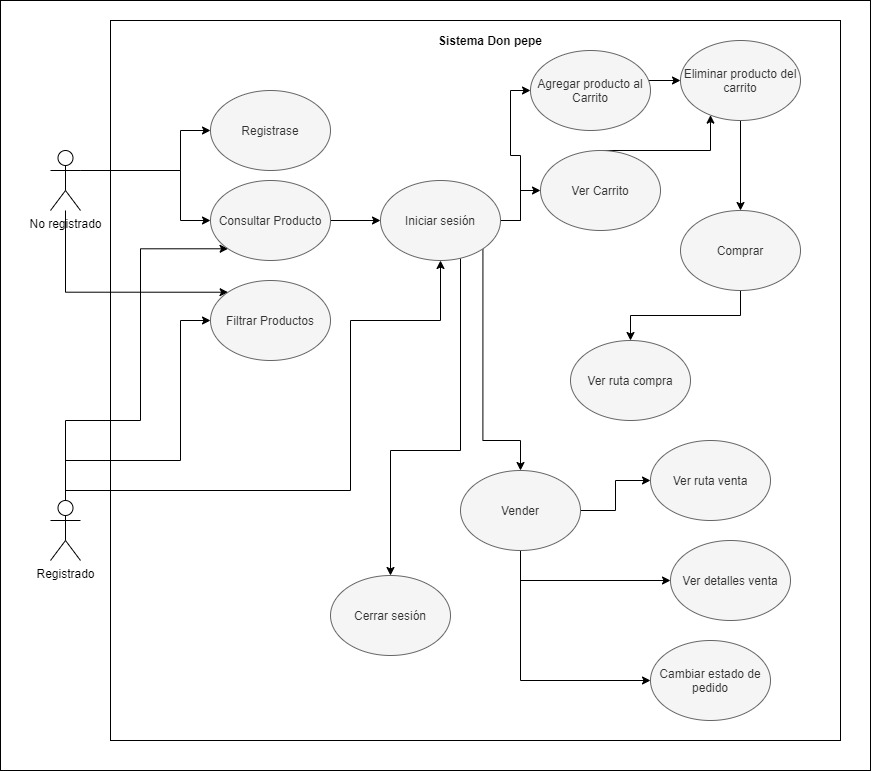 Sistema Don pepe
Agregar producto al
Carrito
Eliminar producto del
carrito
Registrase
No registrado
Consultar Producto
Iniciar sesión
Ver Carrito
Comprar
Filtrar Productos
Ver ruta compra
Ver ruta venta
Vender
Registrado
Ver detalles venta
Cerrar sesión
Cambiar estado de
pedido